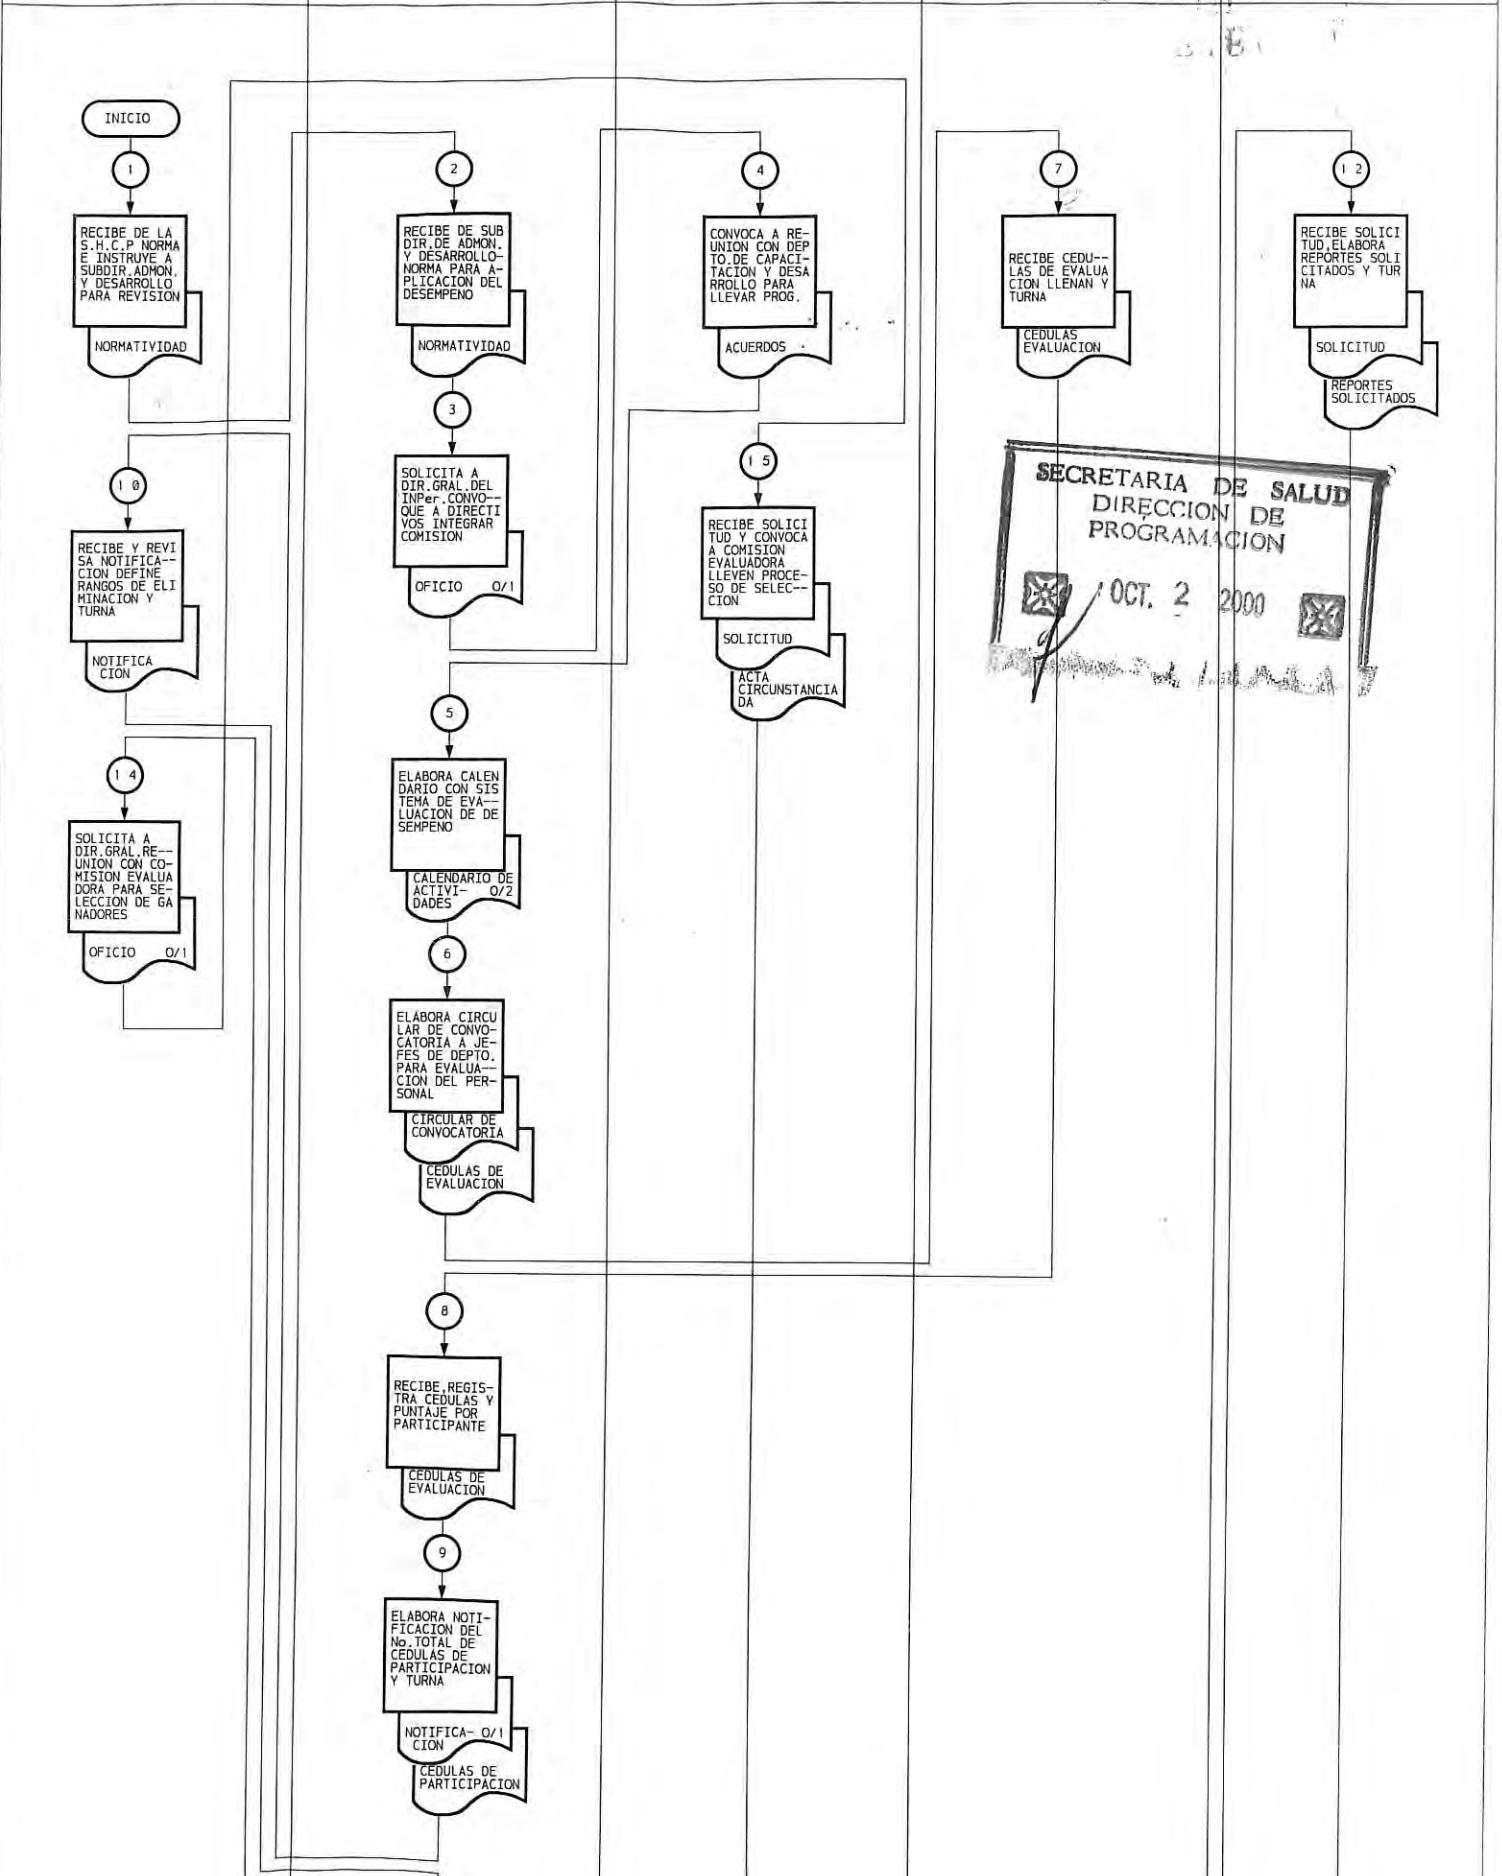 INICIO
1
RECIBE DE LA
S.H.C.P NORMA
E INSTRUYE A
SUBDIR.ADMON.
Y DESARROLLO
PARA REVISION
NORMATIVIDAD
1 0
RECIBE Y REVI
SA NOTIFICA--
CION DEFINE
RANGOS DE ELI
MINACION Y
TURNA
NOTIFICA
CION
1 4
SOLICITA A
DIR.GRAL.RE--
UNION CON CO-
MISION EVALUA
DORA PARA SE-
LECCION DE GA
NADORES
OFICIO O/1
2
RECIBE DE SUB
DIR.DE ADMON.
Y DESARROLLO-
NORMA PARA A-
PLICACION DEL
DESEMPENO
NORMATIVIDAD
3
SOLICITA A
DIR.GRAL.DEL
INPer.CONVO--
QUE A DIRECTI
VOS INTEGRAR
COMISION
OFICIO O/1
5
ELABORA CALEN
DARIO CON SIS
TEMA DE EVA--
LUACION DE DE
SEMPENO
CALENDARIO DE
ACTIVI- O/2
DADES
6
ELABORA CIRCU
LAR DE CONVO-
CATORIA A JE-
FES DE DEPTO.
PARA EVALUA--
CION DEL PER-
SONAL
CIRCULAR DE
CONVOCATORIA
CEDULAS DE
EVALUACION
8
RECIBE,REGIS-
TRA CEDULAS Y
PUNTAJE POR
PARTICIPANTE
CEDULAS DE
EVALUACION
9
ELABORA NOTI-
FICACION DEL
No.TOTAL DE
CEDULAS DE
PARTICIPACION
Y TURNA
NOTIFICA- O/1
CION
CEDULAS DE
PARTICIPACION
4
CONVOCA A RE-
UNION CON DEP
TO.DE CAPACI-
TACION Y DESA
RROLLO PARA
LLEVAR PROG.
ACUERDOS
1 5
RECIBE SOLICI
TUD Y CONVOCA
A COMISION
EVALUADORA
LLEVEN PROCE-
SO DE SELEC--
CION
SOLICITUD
ACTA
CIRCUNSTANCIA
DA
7
RECIBE CEDU--
LAS DE EVALUA
CION LLENAN Y
TURNA
CEDULAS
EVALUACION
1 2
RECIBE SOLICI
TUD,ELABORA
REPORTES SOLI
CITADOS Y TUR
NA
SOLICITUD
REPORTES
SOLICITADOS
SECRETARIA DE SALUD
DIRECCION DE
PROGRAMACION
OCT. 2 2000